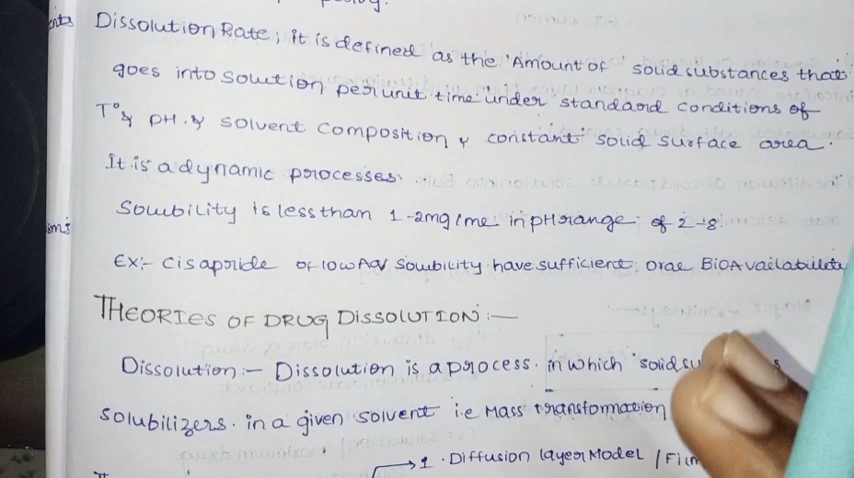 Dissolution Rate; it is defined as the "Amount of solid substances that
goes into solution per unit time" under standard conditions of
T° & pH & solvent composition & constant solid surface area.
It is a dynamic processes.
Solubility is less than 1-2mg/ml in pH range of 2-8
Ex:- Cisapride of low Aq solubility have sufficient oral BioAvailability
THEORIES OF DRUG DISSOLUTION:-
Dissolution:- Dissolution is a process in which solid
solubilizers. in a given solvent i.e Mass transformation
1. Diffusion layer Model /